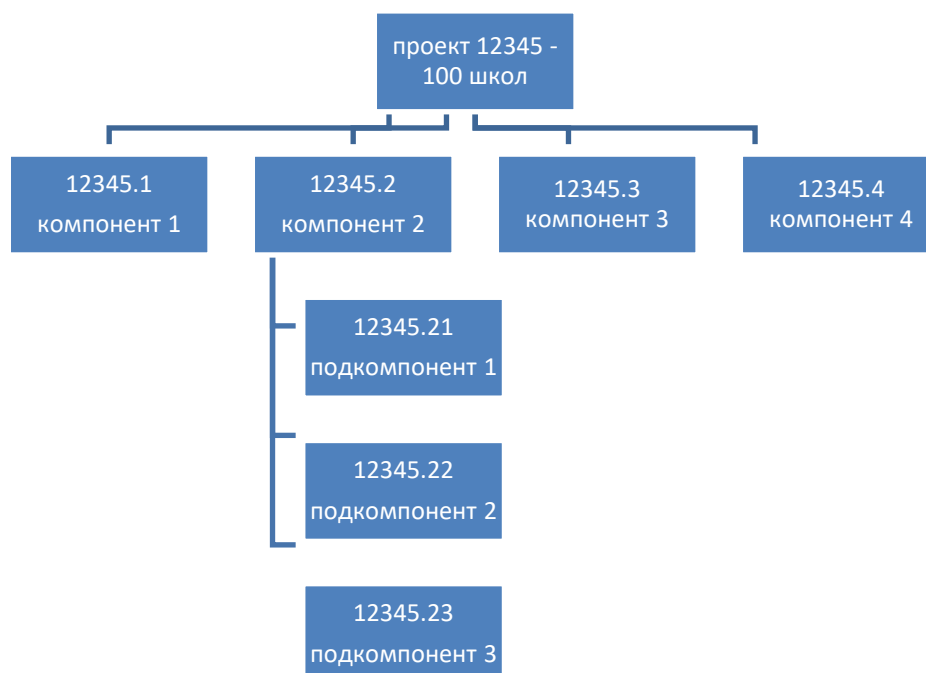 проект 12345 -
100 школ
12345.1
компонент 1
12345.2
компонент 2
12345.3
компонент 3
12345.4
компонент 4
12345.21
подкомпонент 1
12345.22
подкомпонент 2
12345.23
подкомпонент 3